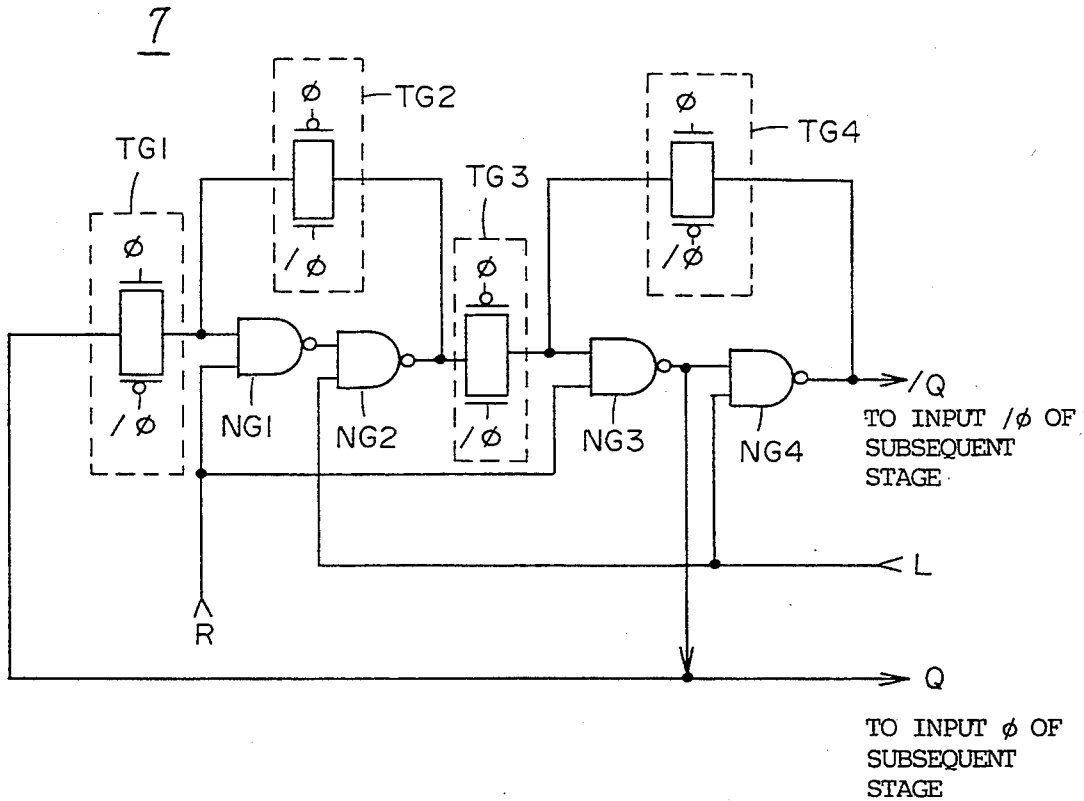 7
φ
TG2
φ
TG4
TG1
TG3
φ
/φ
φ
/φ
NG1
NG2
/φ
/φ
NG3
NG4
/Q
TO INPUT /φ OF
SUBSEQUENT
STAGE
L
R
Q
TO INPUT φ OF
SUBSEQUENT
STAGE